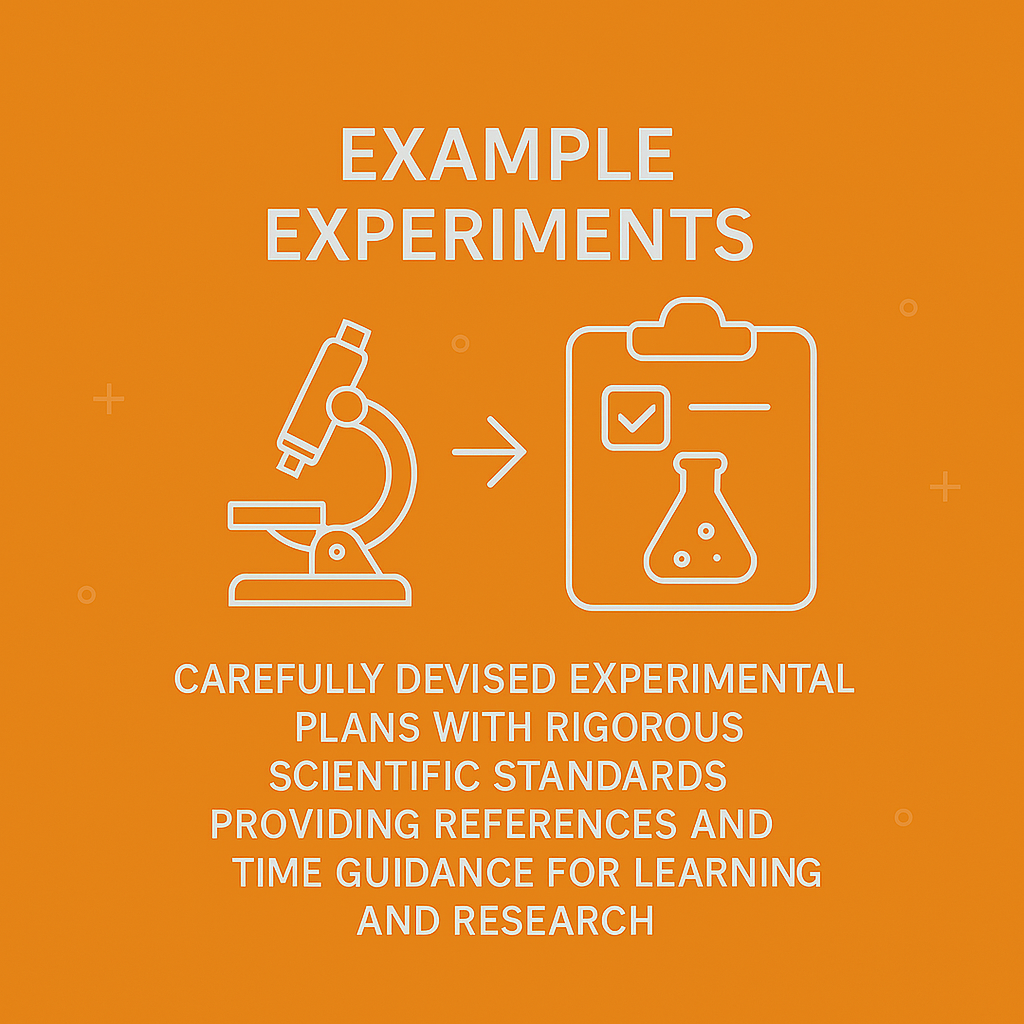 EXAMPLE
EXPERIMENTS
CAREFULLY DEVISED EXPERIMENTAL
PLANS WITH RIGOROUS
SCIENTIFIC STANDARDS
PROVIDING REFERENCES AND
TIME GUIDANCE FOR LEARNING
AND RESEARCH